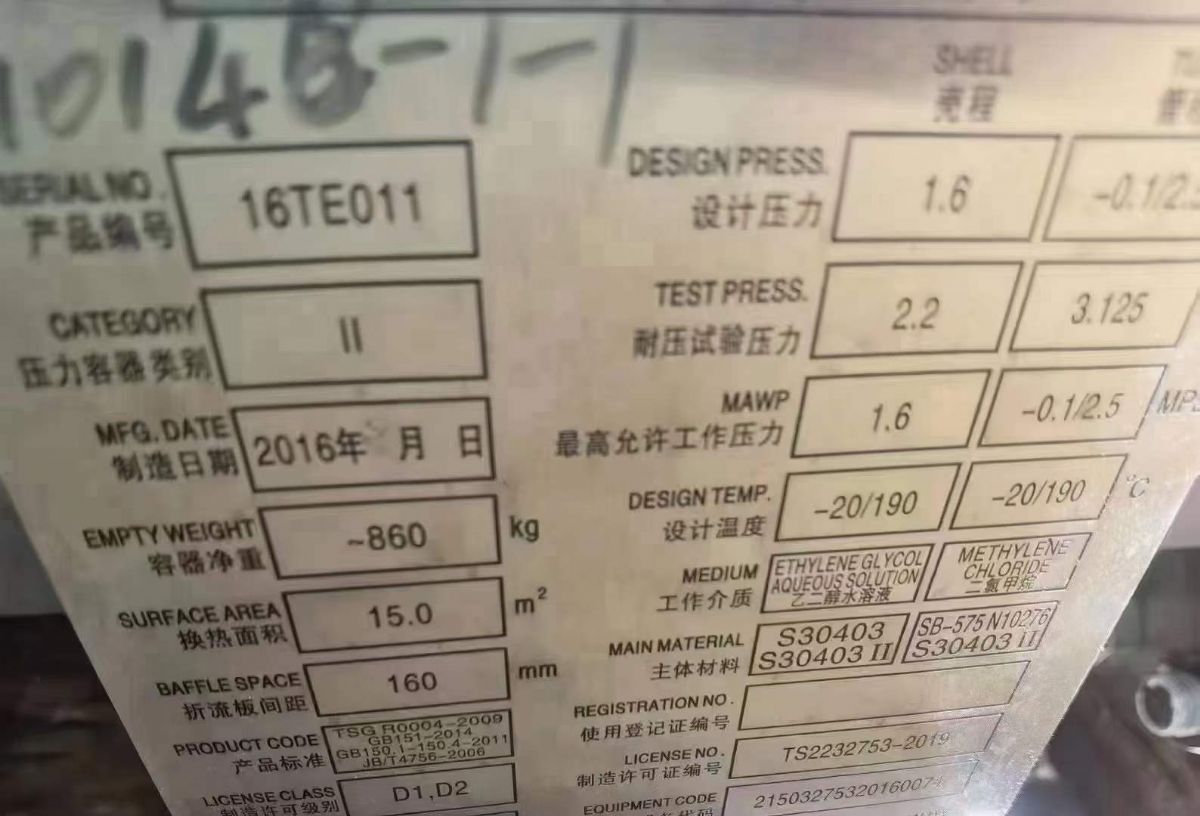 10148-1-1
SHELL
壳程
SERIAL NO.
产品编号
16TE011
DESIGN PRESS.
设计压力
1.6
-0.1/2.5
CATEGORY
压力容器类别
II
TEST PRESS.
耐压试验压力
2.2
3.125
MFG. DATE
制造日期
2016年 月 日
MAWP
最高允许工作压力
1.6
-0.1/2.5
EMPTY WEIGHT
容器净重
~860
kg
DESIGN TEMP.
设计温度
-20/190
-20/190
°C
SURFACE AREA
换热面积
15.0
m²
MEDIUM
工作介质
ETHYLENE GLYCOL
AQUEOUS SOLUTION
乙二醇水溶液
METHYLENE
CHLORIDE
二氯甲烷
BAFFLE SPACE
折流板间距
160
mm
MAIN MATERIAL
主体材料
S30403
S30403 II
SB-575 N10276
S30403 II
PRODUCT CODE
产品标准
TSG R0004-2009
GB151-2014
GB150.1-150.4-2011
JB/T4756-2006
REGISTRATION NO.
使用登记证编号
LICENSE NO.
制造许可证编号
TS2232753-2019
LICENSE CLASS
制造许可级别
D1,D2
EQUIPMENT CODE
21503275320160074